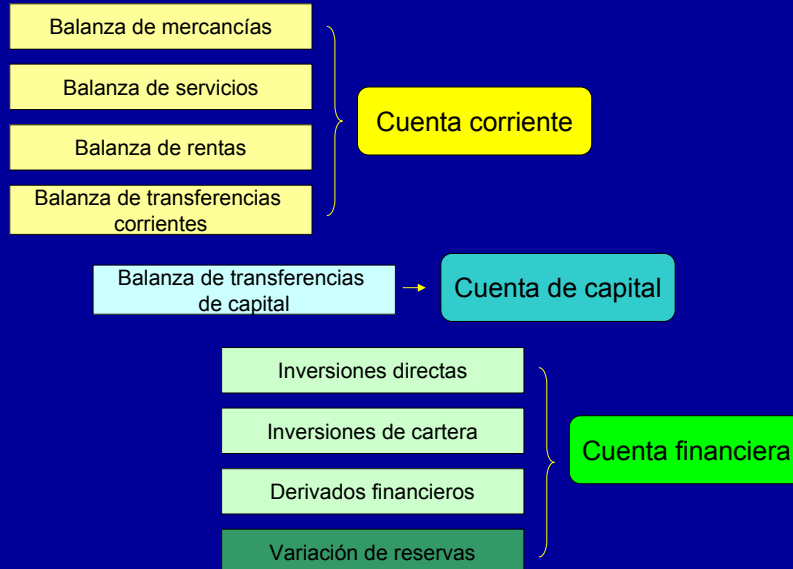 Balanza de mercancías
Balanza de servicios
Balanza de rentas
Balanza de transferencias
corrientes
Cuenta corriente
Balanza de transferencias
de capital
Cuenta de capital
Inversiones directas
Inversiones de cartera
Derivados financieros
Variación de reservas
Cuenta financiera